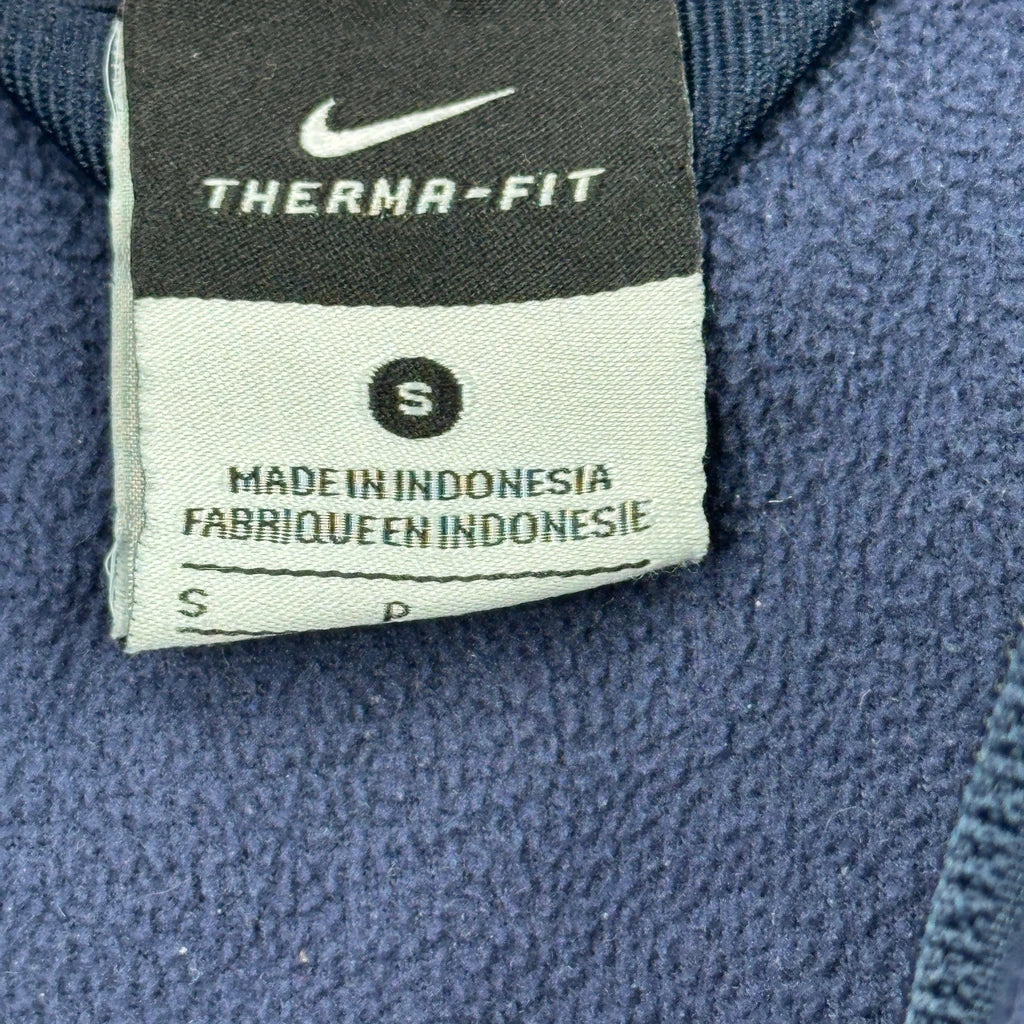 THERMA-FIT
S
MADE IN INDONESIA
FABRIQUE EN INDONESIE
S P